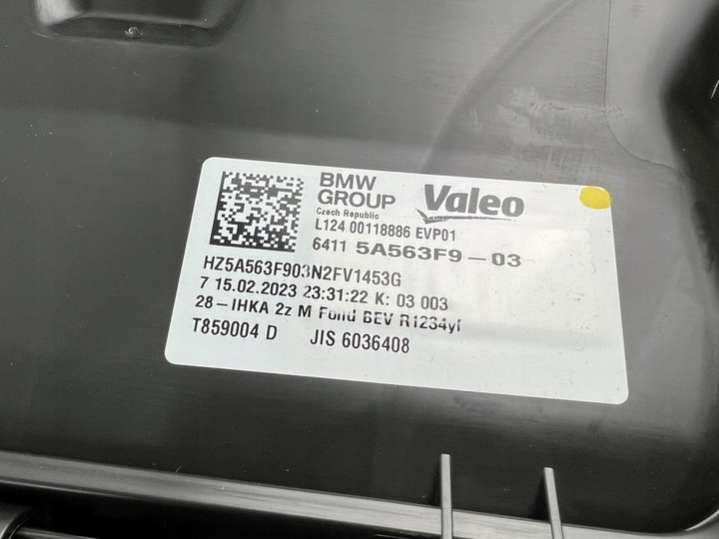 BMW
GROUP Valeo
Czech Republic
L124 00118886 EVP01
6411 5A563F9-03
HZ5A563F903N2FV1453G
7 15.02.2023 23:31:22 K: 03 003
28-IHKA 2z M Fond BEV R1234yf
T859004 D JIS 6036408